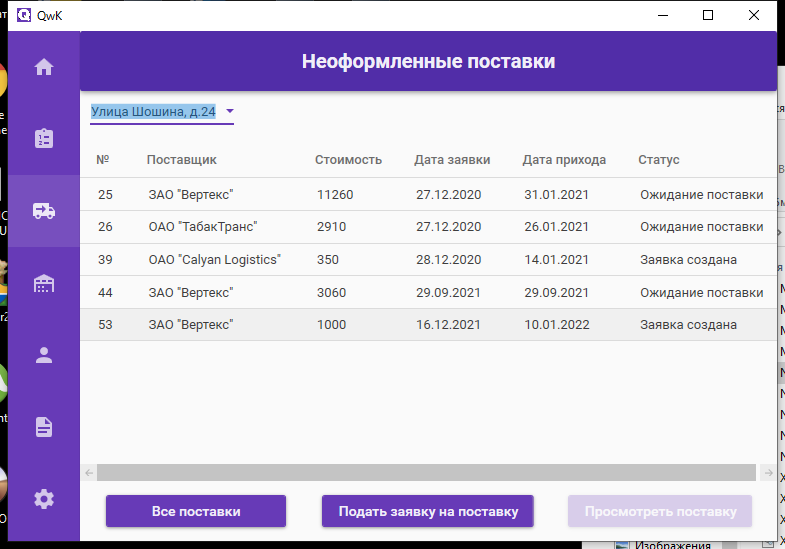 QwK
Неоформленные поставки
Улица Шошина, д.24
№ Поставщик Стоимость Дата заявки Дата прихода Статус
25 ЗАО "Вертекс" 11260 27.12.2020 31.01.2021 Ожидание поставки
26 ОАО "ТабакТранс" 2910 27.12.2020 26.01.2021 Ожидание поставки
39 ОАО "Calyan Logistics" 350 28.12.2020 14.01.2021 Заявка создана
44 ЗАО "Вертекс" 3060 29.09.2021 29.09.2021 Ожидание поставки
53 ЗАО "Вертекс" 1000 16.12.2021 10.01.2022 Заявка создана
Все поставки Подать заявку на поставку Просмотреть поставку
Изображения